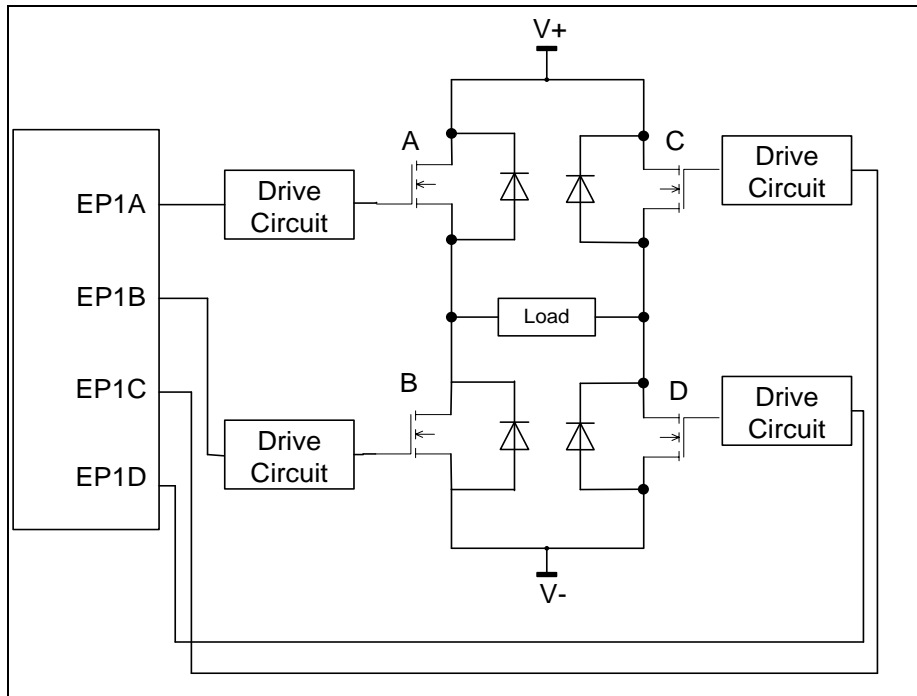 V+
A
C
Drive
Circuit
Drive
Circuit
EP1A
EP1B
Load
EP1C
B
D
Drive
Circuit
Drive
Circuit
EP1D
V-